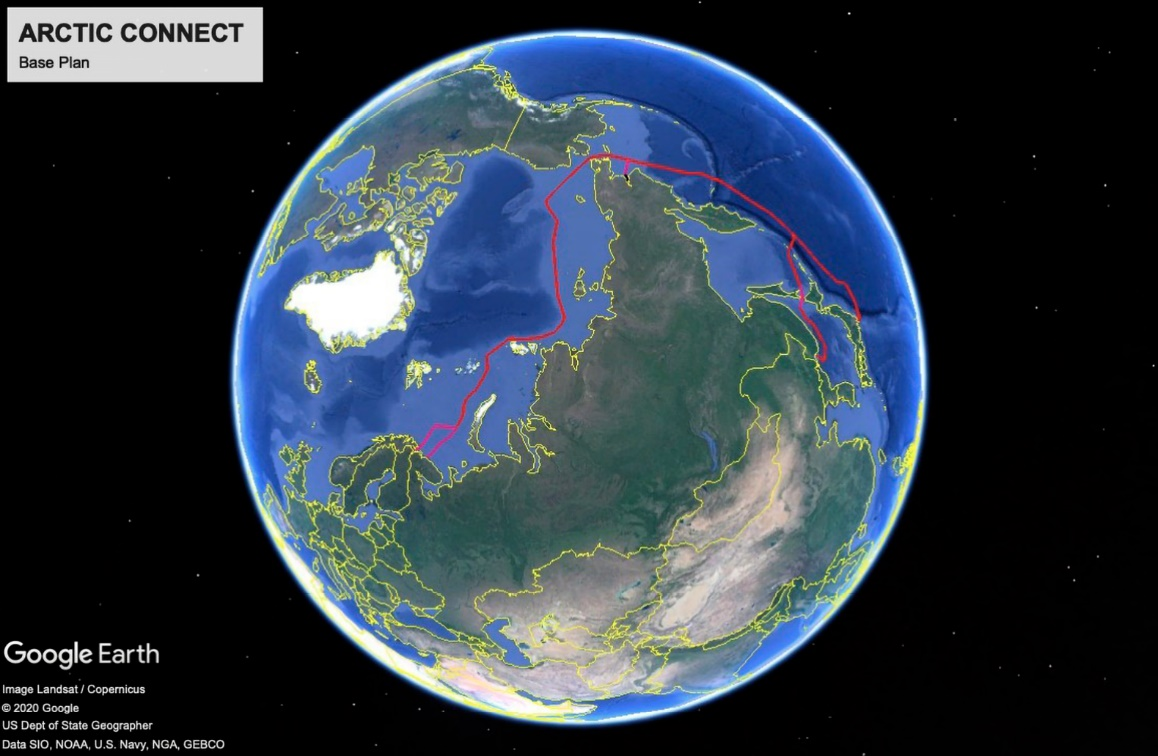 ARCTIC CONNECT
Base Plan
Google Earth
Image Landsat / Copernicus
© 2020 Google
US Dept of State Geographer
Data SIO, NOAA, U.S. Navy, NGA, GEBCO